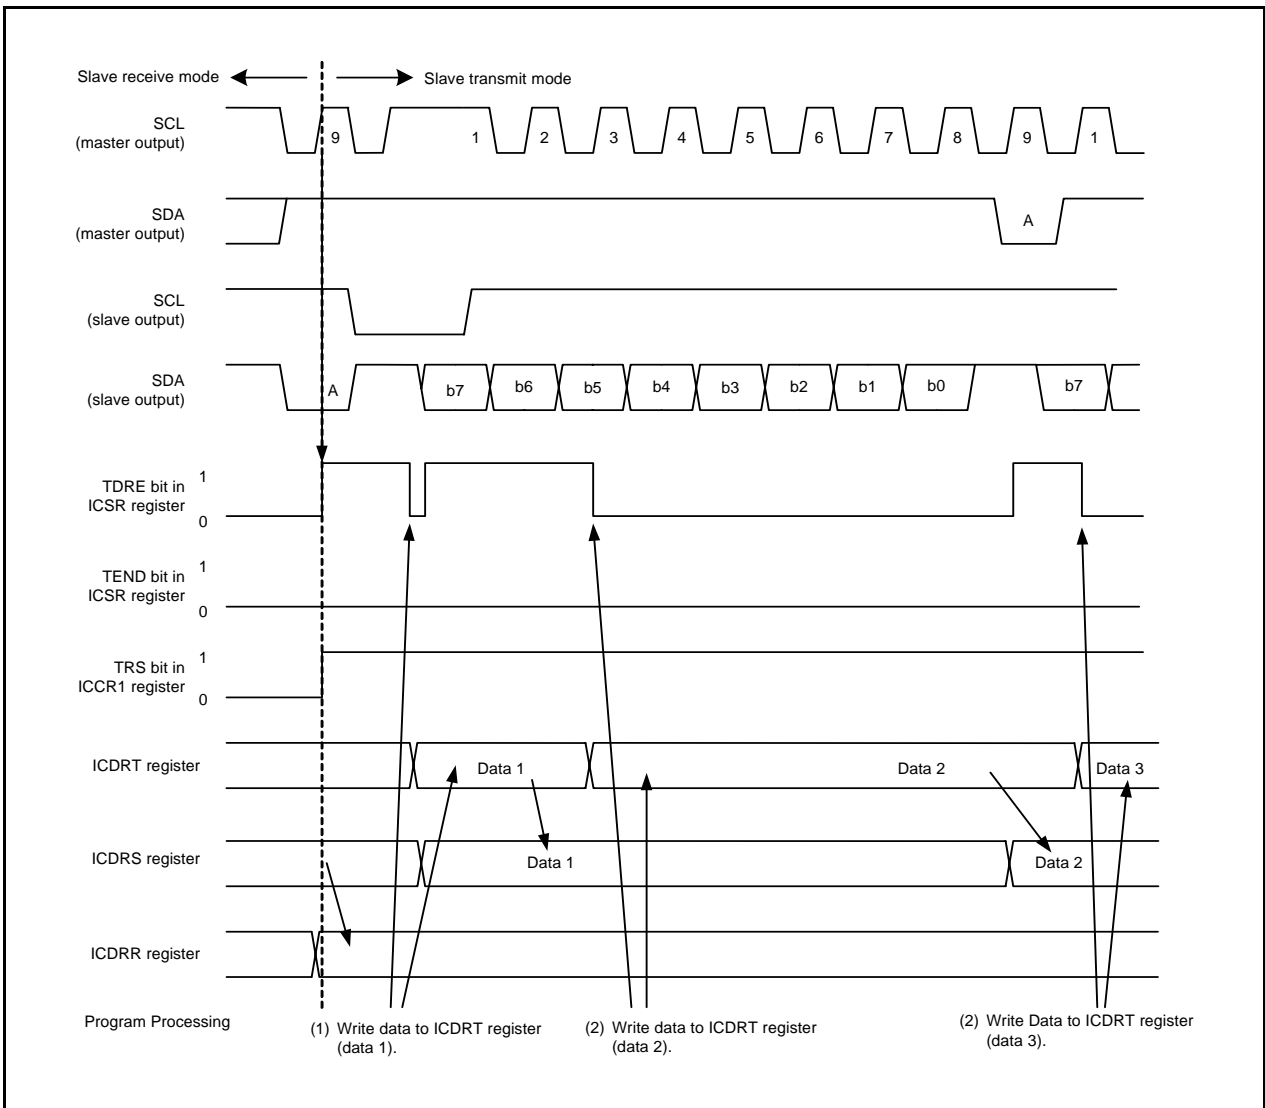 Slave receive mode
Slave transmit mode
SCL
(master output)
9
1
2
3
4
5
6
7
8
9
1
SDA
(master output)
A
SCL
(slave output)
SDA
(slave output)
A
b7
b6
b5
b4
b3
b2
b1
b0
b7
TDRE bit in
ICSR register
1
0
TEND bit in
ICSR register
1
0
TRS bit in
ICCR1 register
1
0
ICDRT register
Data 1
Data 2
Data 3
ICDRS register
Data 1
Data 2
ICDRR register
Program Processing
(1) Write data to ICDRT register
(data 1).
(2) Write data to ICDRT register
(data 2).
(2) Write Data to ICDRT register
(data 3).